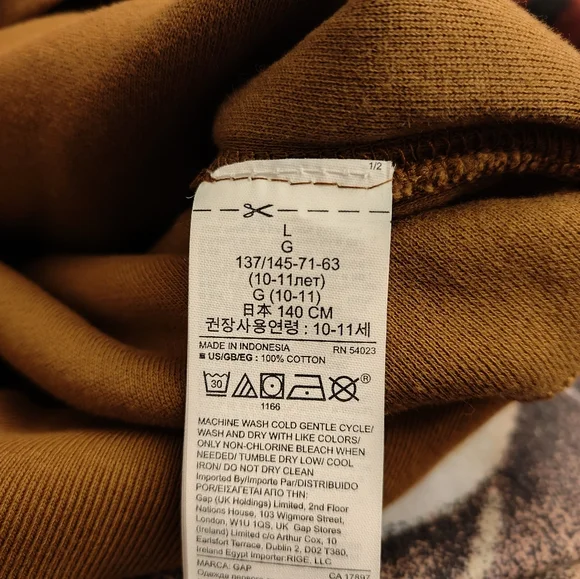 1/2
L
G
137/145-71-63
(10-11лет)
G (10-11)
日本 140 CM
권장사용연령 : 10-11세
MADE IN INDONESIA RN 54023
US/GB/EG : 100% COTTON
30 ®
1166
MACHINE WASH COLD GENTLE CYCLE/
WASH AND DRY WITH LIKE COLORS/
ONLY NON-CHLORINE BLEACH WHEN
NEEDED/ TUMBLE DRY LOW/ COOL
IRON/ DO NOT DRY CLEAN
Imported By/Importe Par/DISTRIBUIDO
POR/ΕΙΣΑΓΕΤΑΙ ΑΠΟ ΤΗΝ:
Gap (UK Holdings) Limited, 2nd Floor
Nations House, 103 Wigmore Street,
London, W1U 1QS, UK Gap Stores
(Ireland) Limited c/o Arthur Cox, 10
Earlsfort Terrace, Dublin 2, D02 T380,
Ireland Egypt Importer:RIGE, LLC
MARCA: GAP CA 17897
Одежда